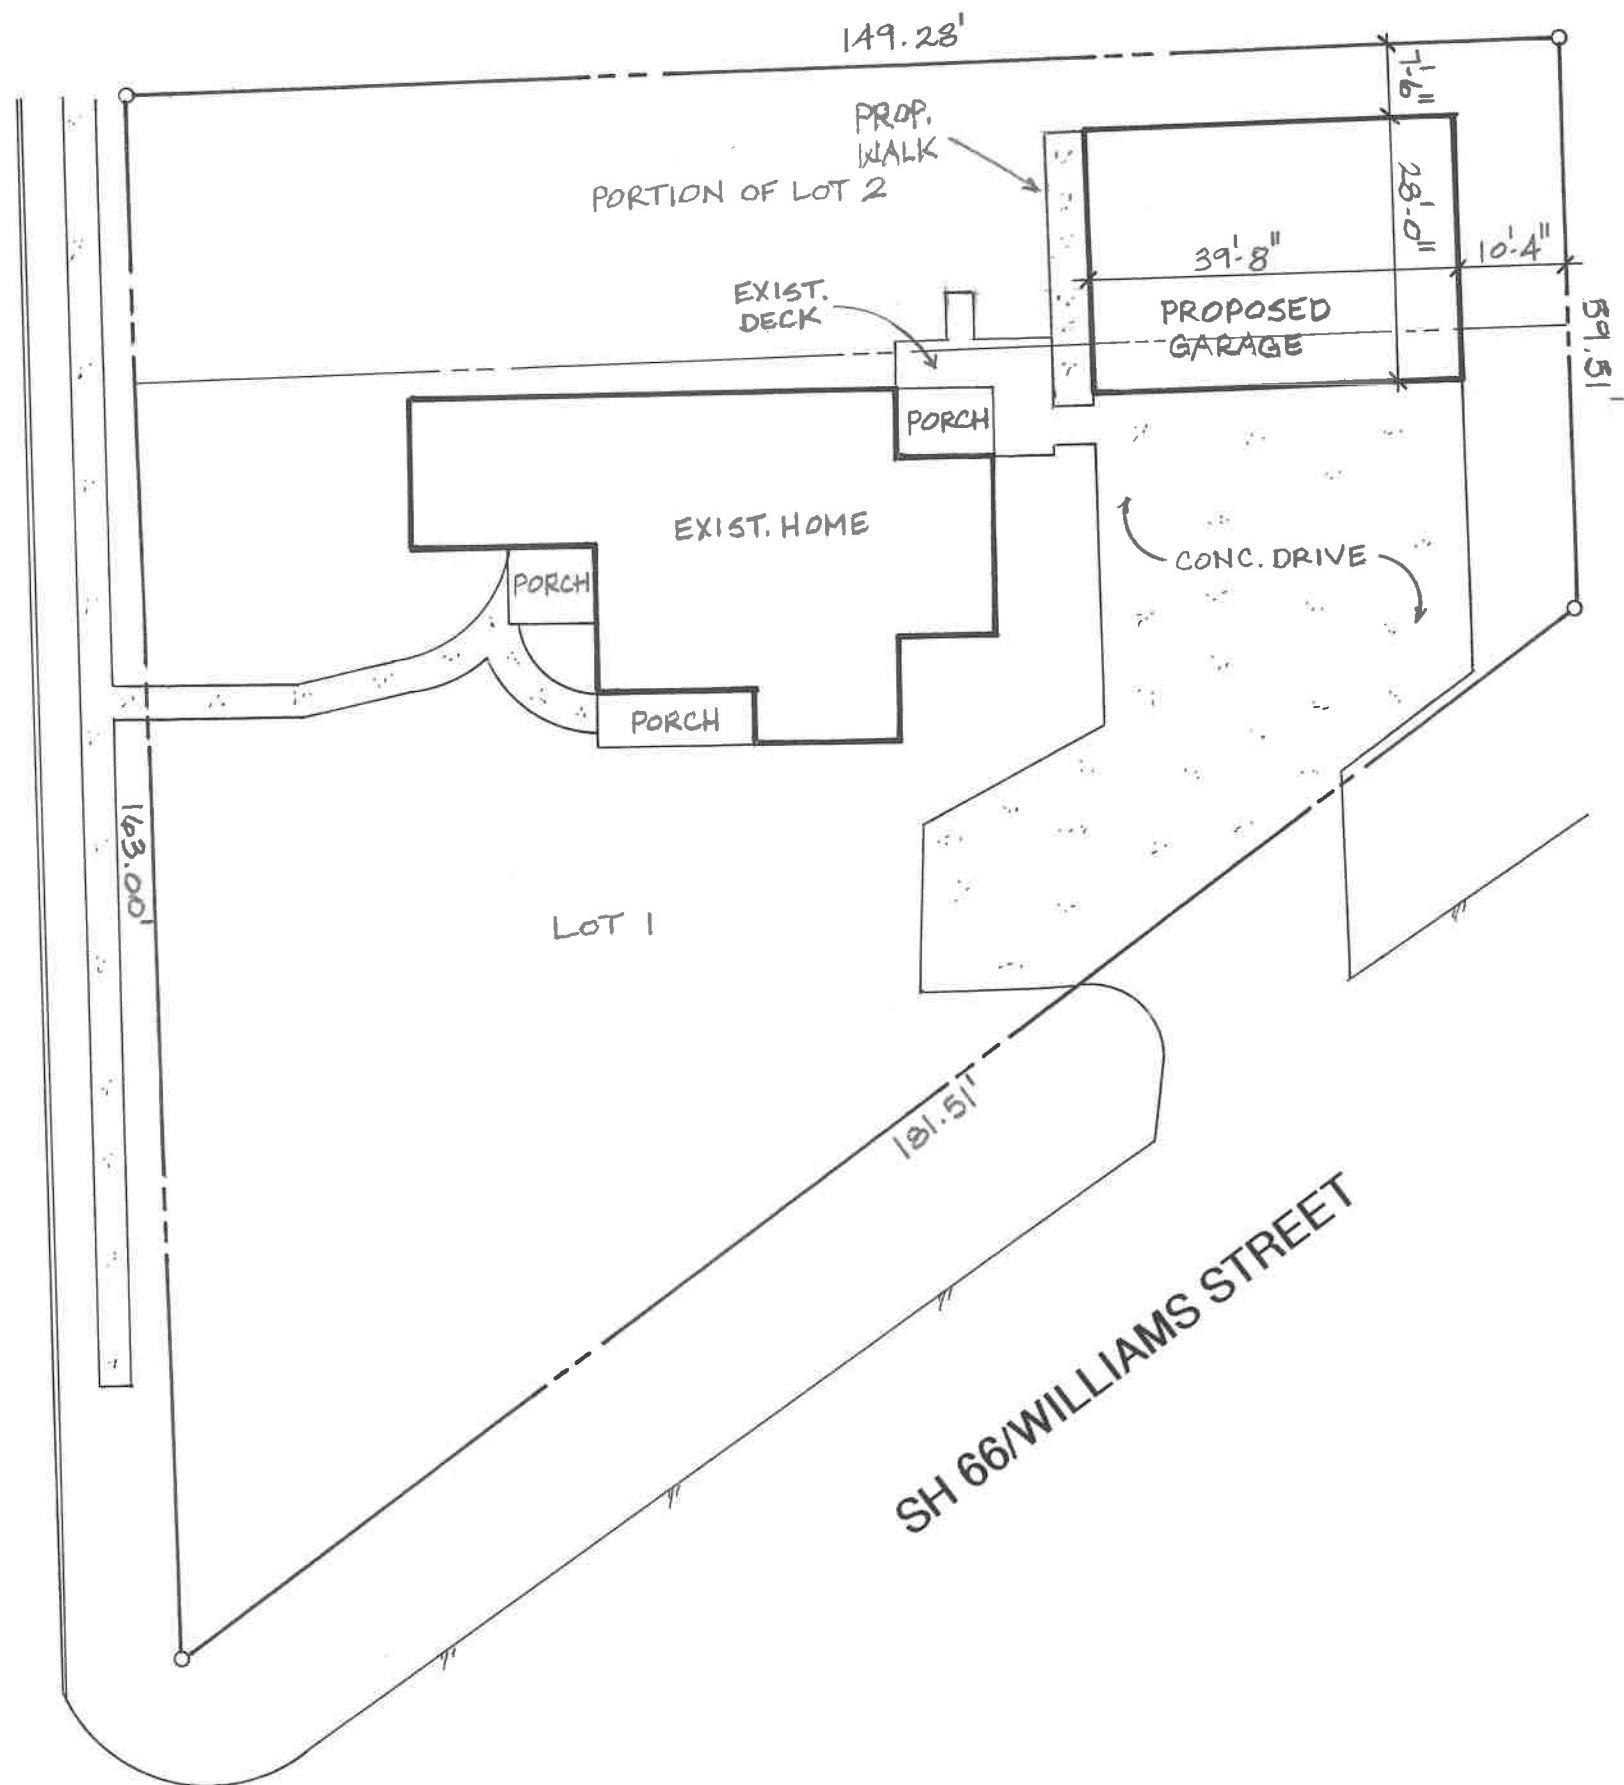 149.28'
7'-6"
PROP.
WALK
PORTION OF LOT 2
28'-0"
39'-8"
10'-4"
EXIST.
DECK
PROPOSED
GARAGE
59.51'
PORCH
EXIST. HOME
CONC. DRIVE
PORCH
PORCH
163.00'
LOT 1
181.51'
SH 66/WILLIAMS STREET